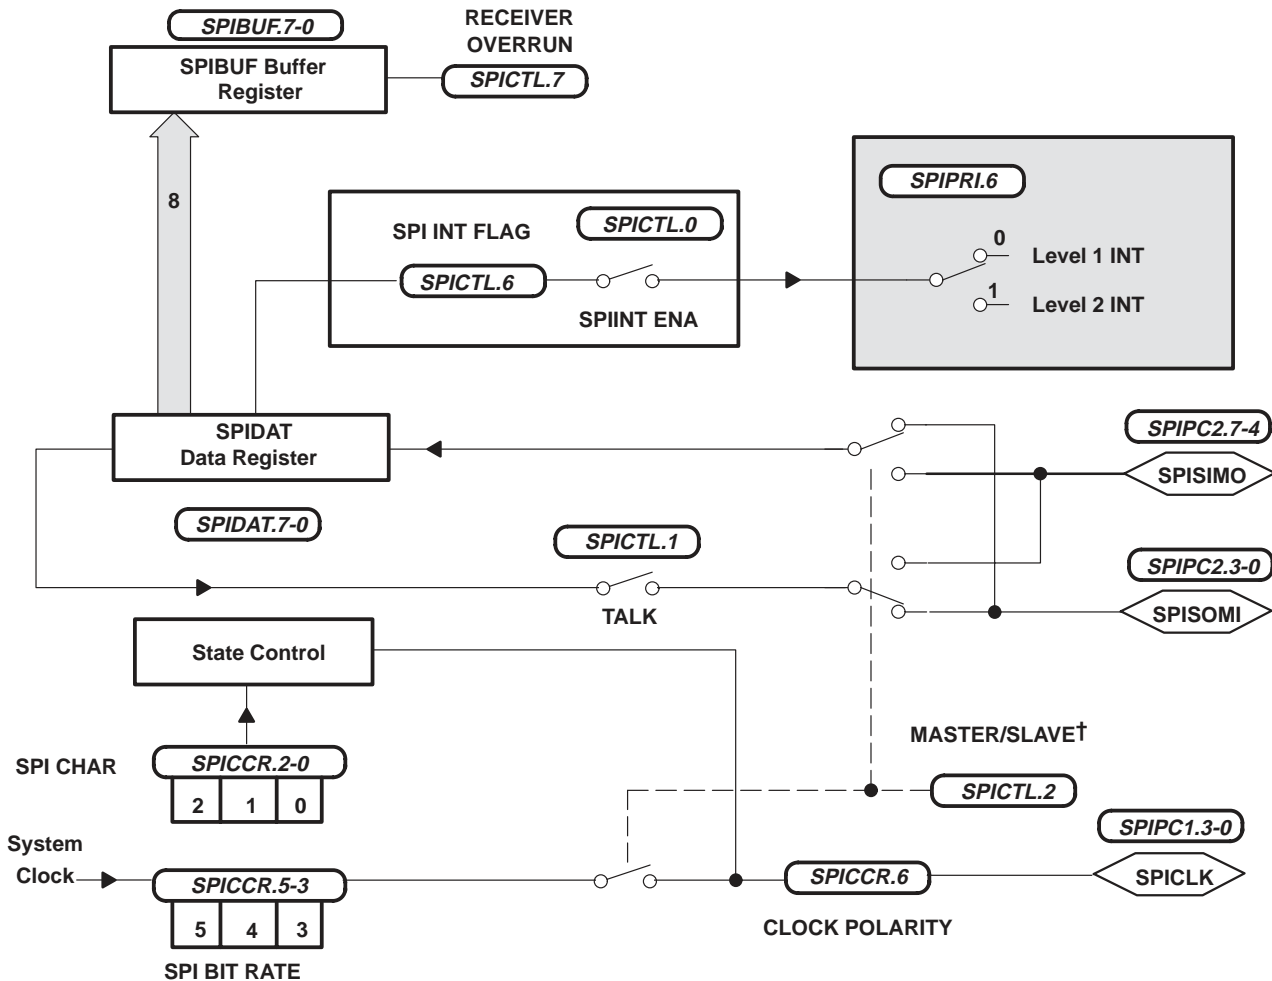 SPIBUF.7-0
RECEIVER
OVERRUN
SPIBUF Buffer
Register
SPICTL.7
8
SPIPRI.6
SPI INT FLAG
SPICTL.0
0
Level 1 INT
SPICTL.6
1
Level 2 INT
SPIINT ENA
SPIDAT
Data Register
SPIPC2.7-4
SPISIMO
SPIDAT.7-0
SPICTL.1
SPIPC2.3-0
TALK
SPISOMI
State Control
MASTER/SLAVE†
SPI CHAR
SPICCR.2-0
2 1 0
SPICTL.2
SPIPC1.3-0
System
Clock
SPICCR.5-3
SPICCR.6
SPICLK
5 4 3
CLOCK POLARITY
SPI BIT RATE